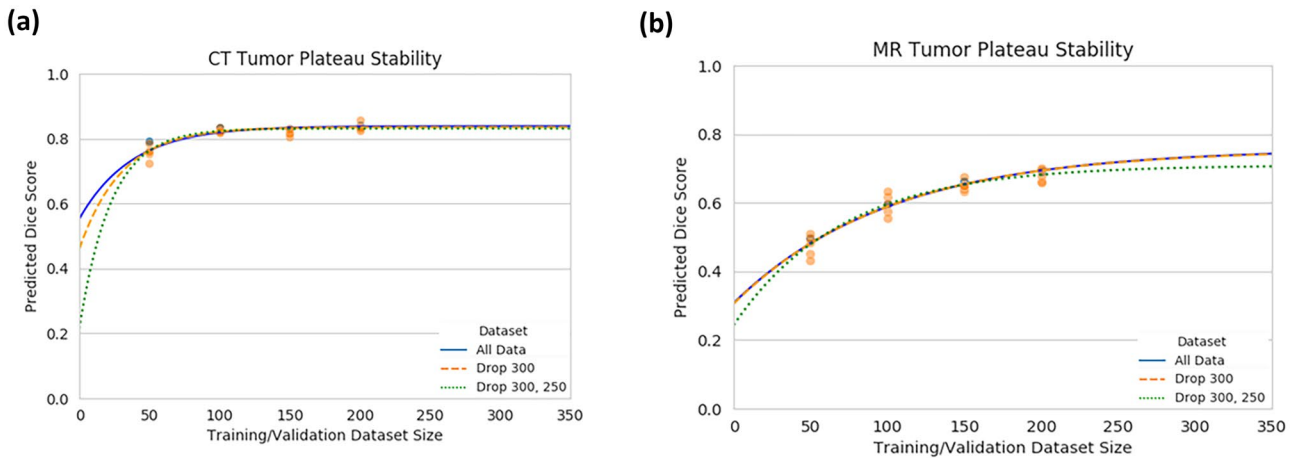 (a)
CT Tumor Plateau Stability
Predicted Dice Score
1.0
0.8
0.6
0.4
0.2
0.0
0 50 100 150 200 250 300 350
Training/Validation Dataset Size
Dataset
All Data
Drop 300
Drop 300, 250
(b)
MR Tumor Plateau Stability
Predicted Dice Score
1.0
0.8
0.6
0.4
0.2
0.0
0 50 100 150 200 250 300 350
Training/Validation Dataset Size
Dataset
All Data
Drop 300
Drop 300, 250